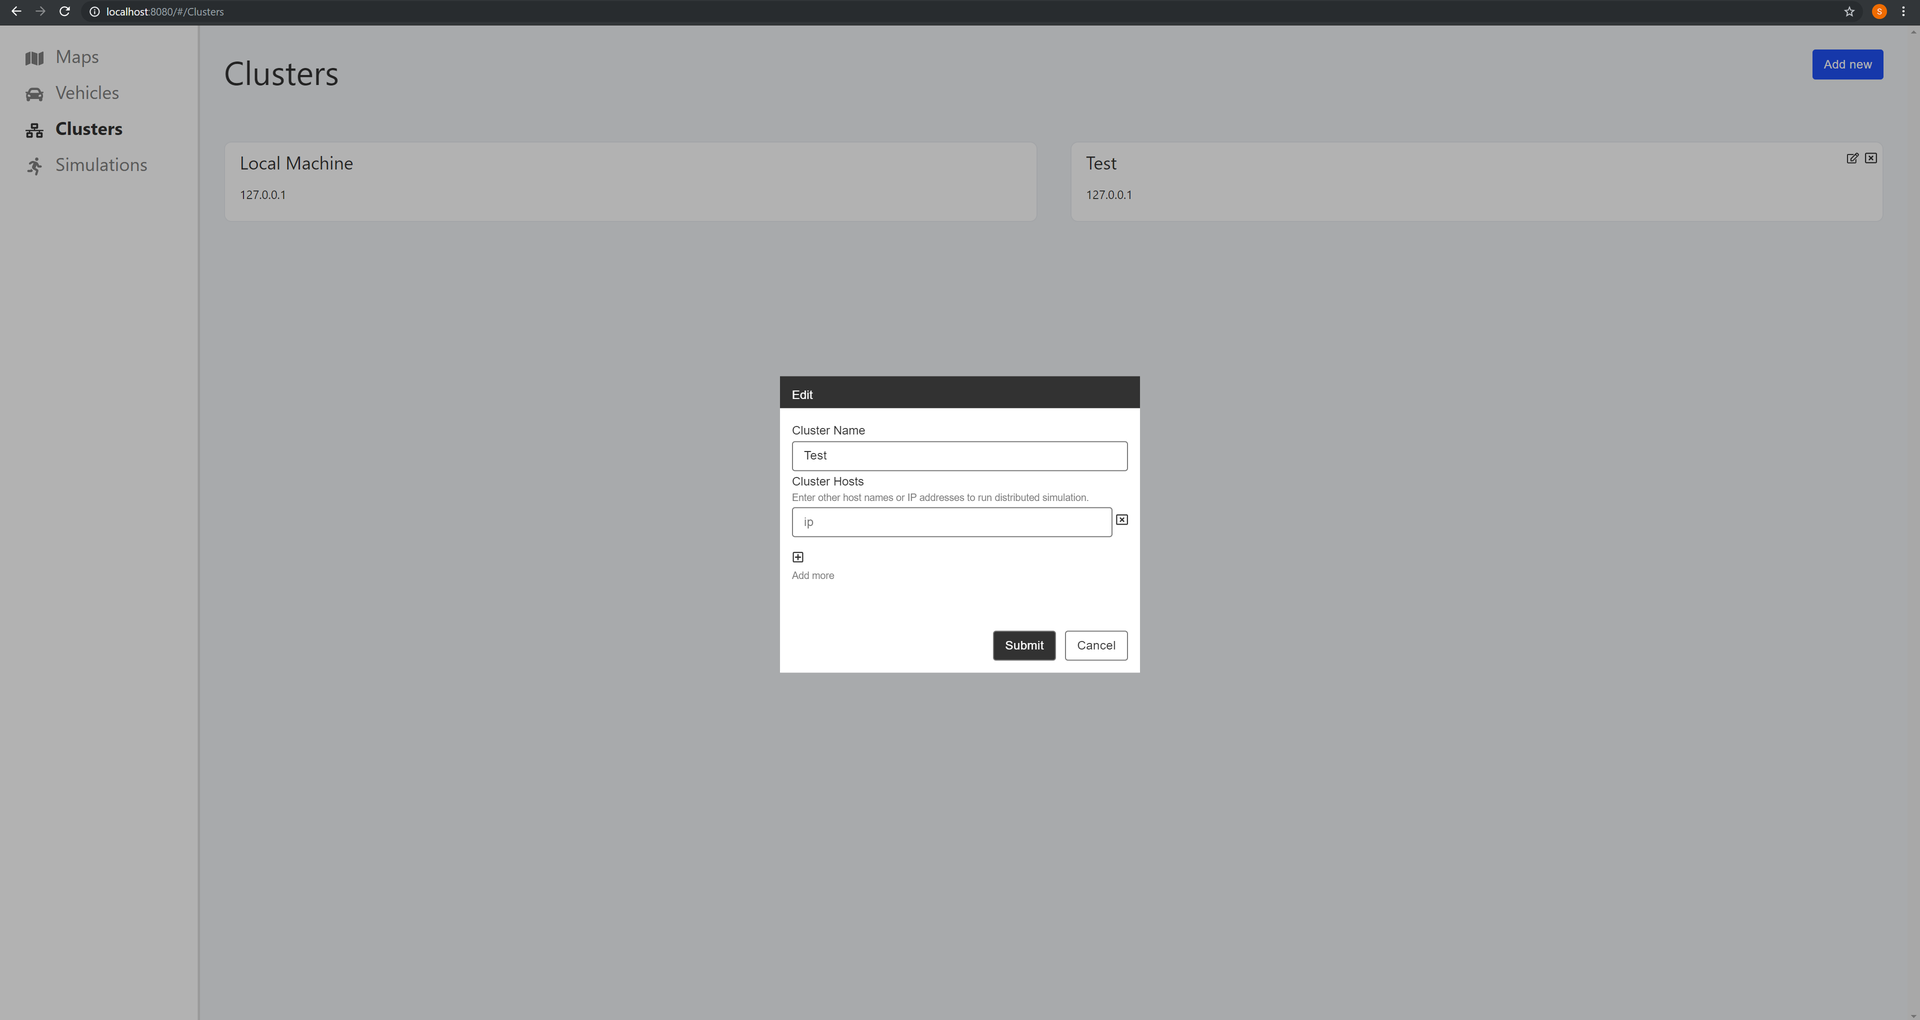 localhost:8080/#/Clusters
S
Maps
Vehicles
Clusters
Simulations
Clusters
Add new
Local Machine
127.0.0.1
Test
127.0.0.1
Edit
Cluster Name
Test
Cluster Hosts
Enter other host names or IP addresses to run distributed simulation.
ip
Add more
Submit
Cancel